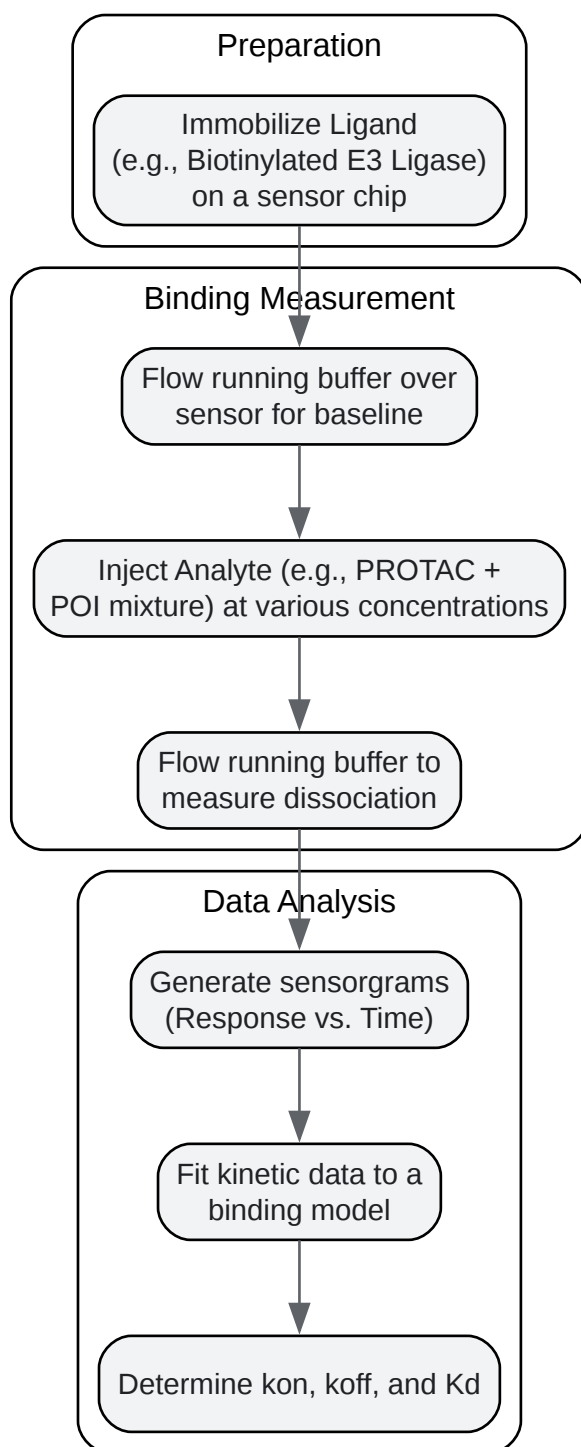 Preparation
Immobilize Ligand
(e.g., Biotinylated E3 Ligase)
on a sensor chip
Binding Measurement
Flow running buffer over
sensor for baseline
Inject Analyte (e.g., PROTAC +
POI mixture) at various concentrations
Flow running buffer to
measure dissociation
Data Analysis
Generate sensorgrams
(Response vs. Time)
Fit kinetic data to a
binding model
Determine kon, koff, and Kd